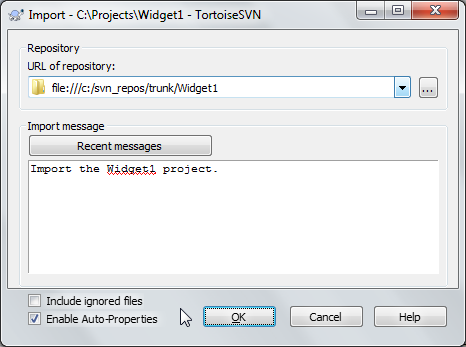 Import - C:\Projects\Widget1 - TortoiseSVN
Repository
URL of repository:
file:///c:/svn_repos/trunk/Widget1
...
Import message
Recent messages
Import the Widget1 project.
Include ignored files
Enable Auto-Properties
OK
Cancel
Help